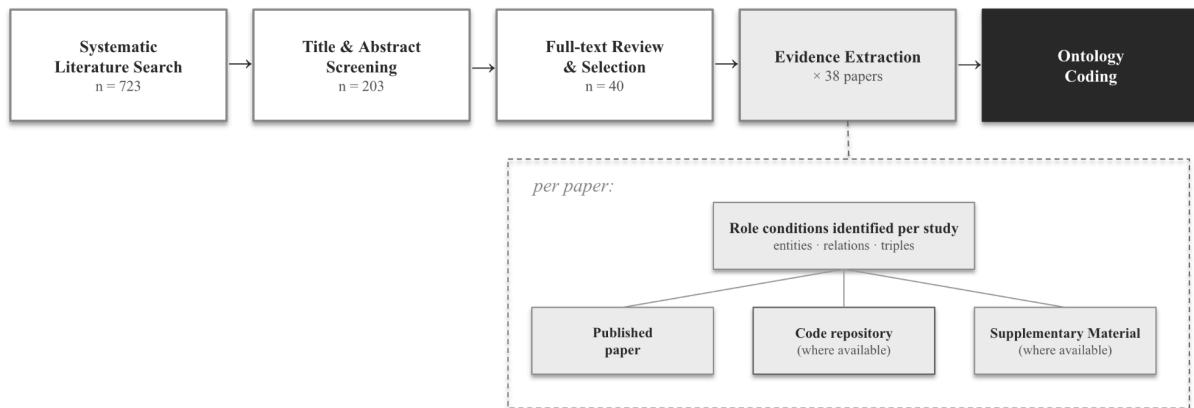 Systematic
Literature Search
n = 723
Title & Abstract
Screening
n = 203
Full-text Review
& Selection
n = 40
Evidence Extraction
× 38 papers
Ontology
Coding
per paper:
Role conditions identified per study
entities · relations · triples
Published
paper
Code repository
(where available)
Supplementary Material
(where available)